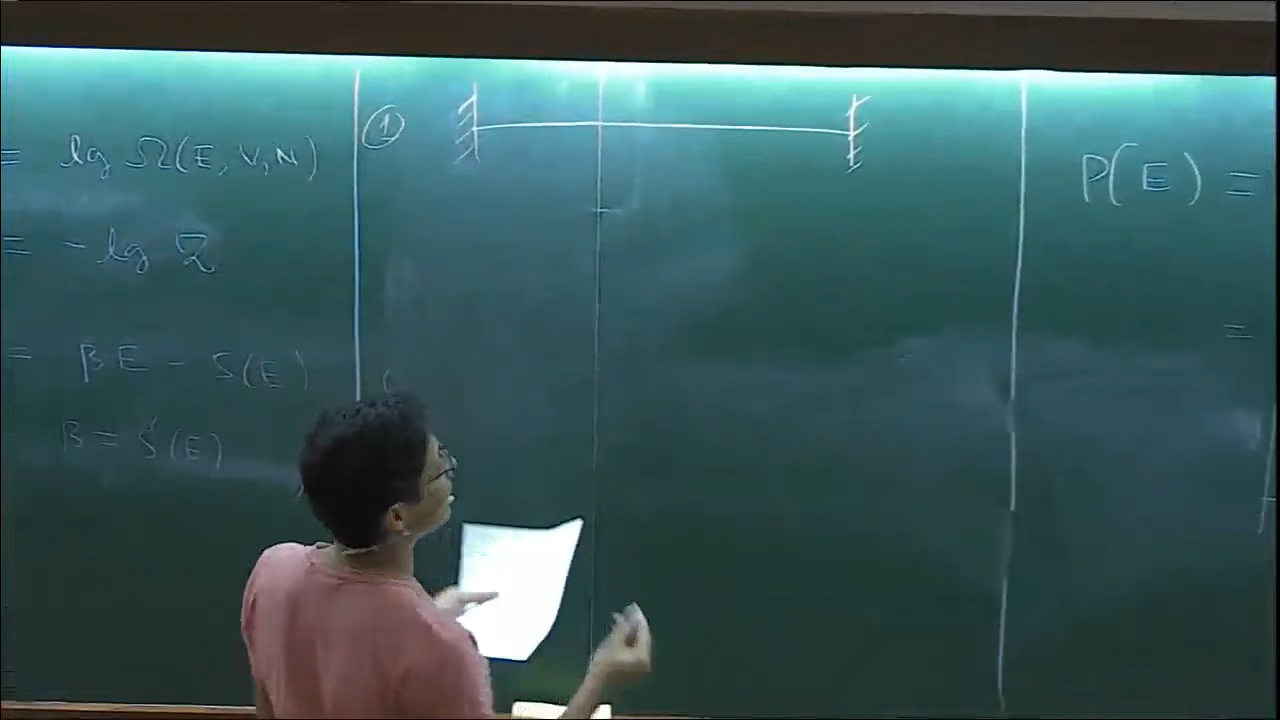 = lg Ω(E, V, N)
= - lg Z
= βE - S(E)
β = S'(E)
①
P(E) =
=